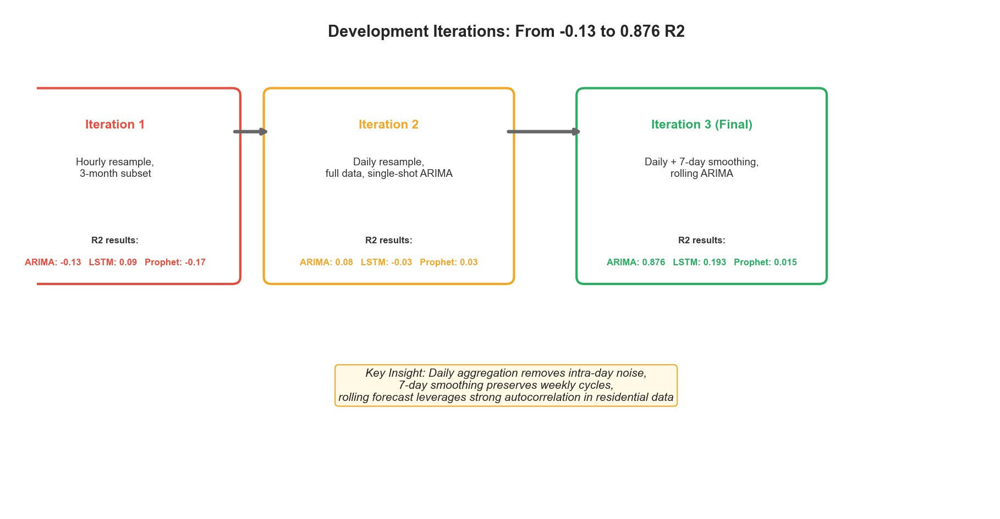 Development Iterations: From -0.13 to 0.876 R2
Iteration 1
Hourly resample,
3-month subset
R2 results:
ARIMA: -0.13   LSTM: 0.09   Prophet: -0.17
Iteration 2
Daily resample,
full data, single-shot ARIMA
R2 results:
ARIMA: 0.08   LSTM: -0.03   Prophet: 0.03
Iteration 3 (Final)
Daily + 7-day smoothing,
rolling ARIMA
R2 results:
ARIMA: 0.876   LSTM: 0.193   Prophet: 0.015
Key Insight: Daily aggregation removes intra-day noise,
7-day smoothing preserves weekly cycles,
rolling forecast leverages strong autocorrelation in residential data